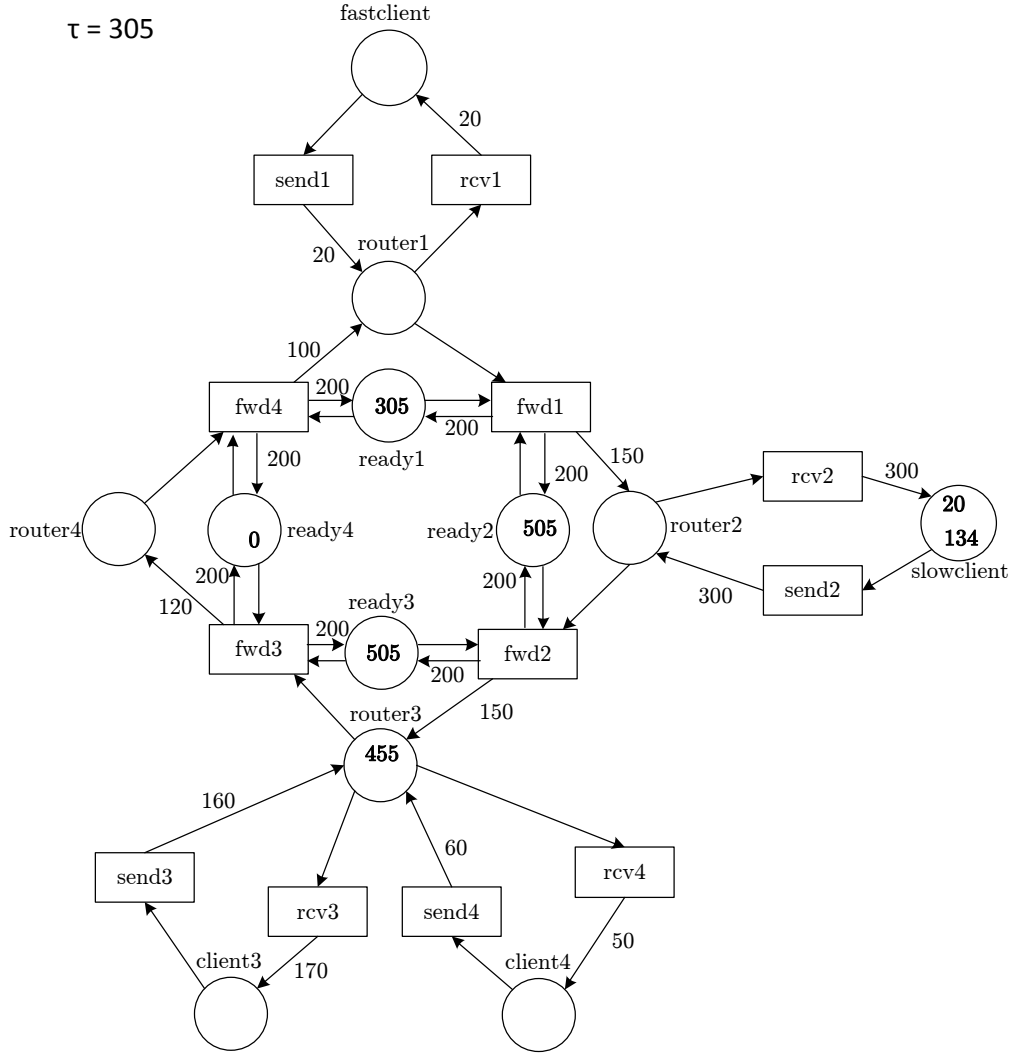 τ = 305
fastclient
20
send1
rcv1
20
router1
100
200
fwd4
305
fwd1
200
ready1
200
200
150
rcv2
300
router4
0
ready4
ready2
505
router2
20
134
slowclient
200
200
120
300
send2
ready3
fwd3
200
505
fwd2
200
router3
150
455
160
60
send3
rcv4
rcv3
send4
client3
170
client4
50